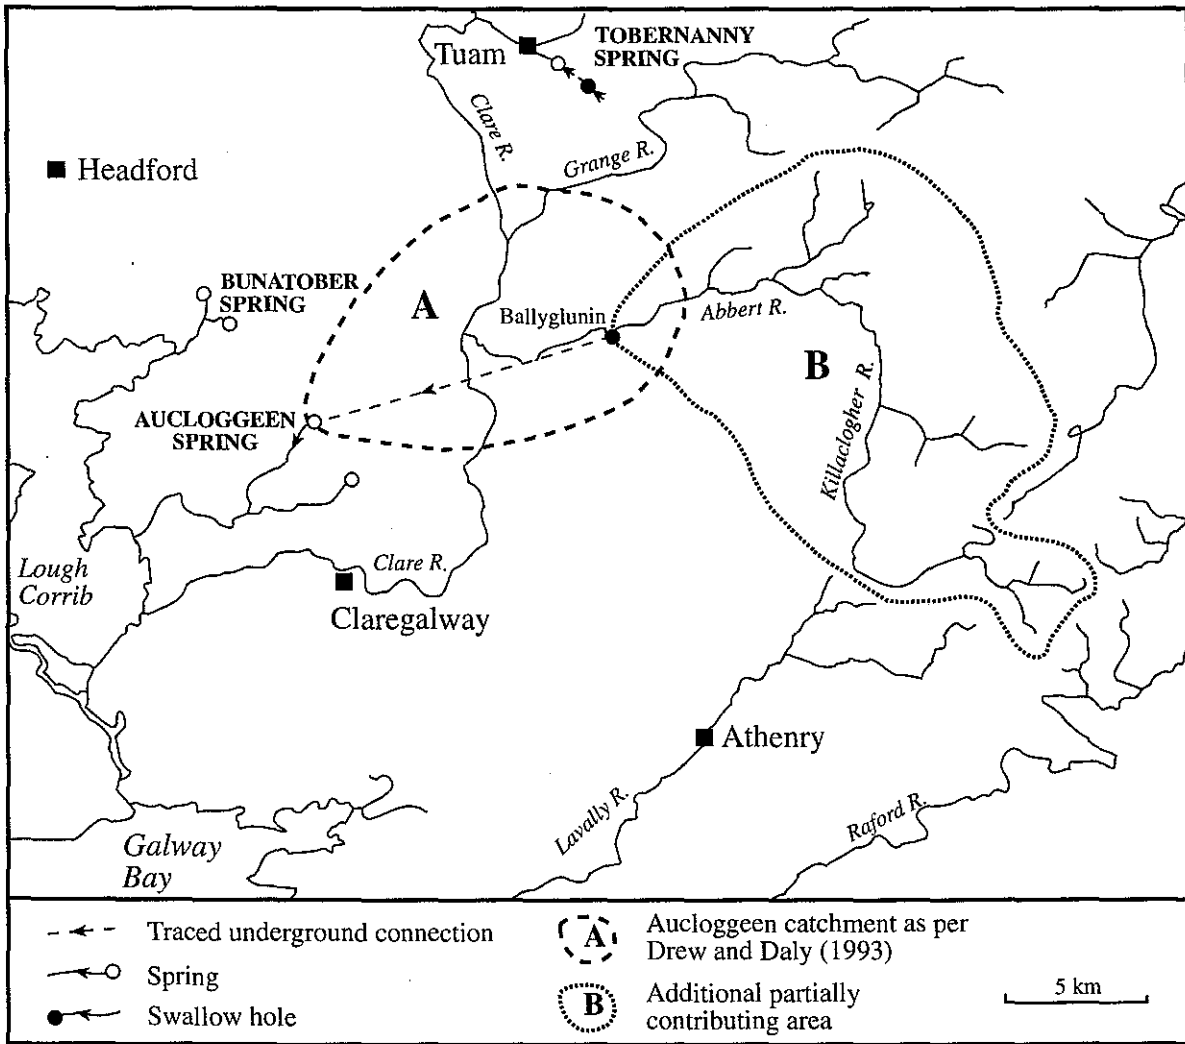 Tuam
TOBERNANNY
SPRING
Clare R.
Grange R.
Headford
BUNATOBER
SPRING
A
Ballyglunin
Abbert R.
B
Killaclogher R.
AUCLOGGEEN
SPRING
Lough
Corrib
Clare R.
Claregalway
Athenry
Lavally R.
Raford R.
Galway
Bay
Traced underground connection
Spring
Swallow hole
A
Aucloggeen catchment as per
Drew and Daly (1993)
B
Additional partially
contributing area
5 km